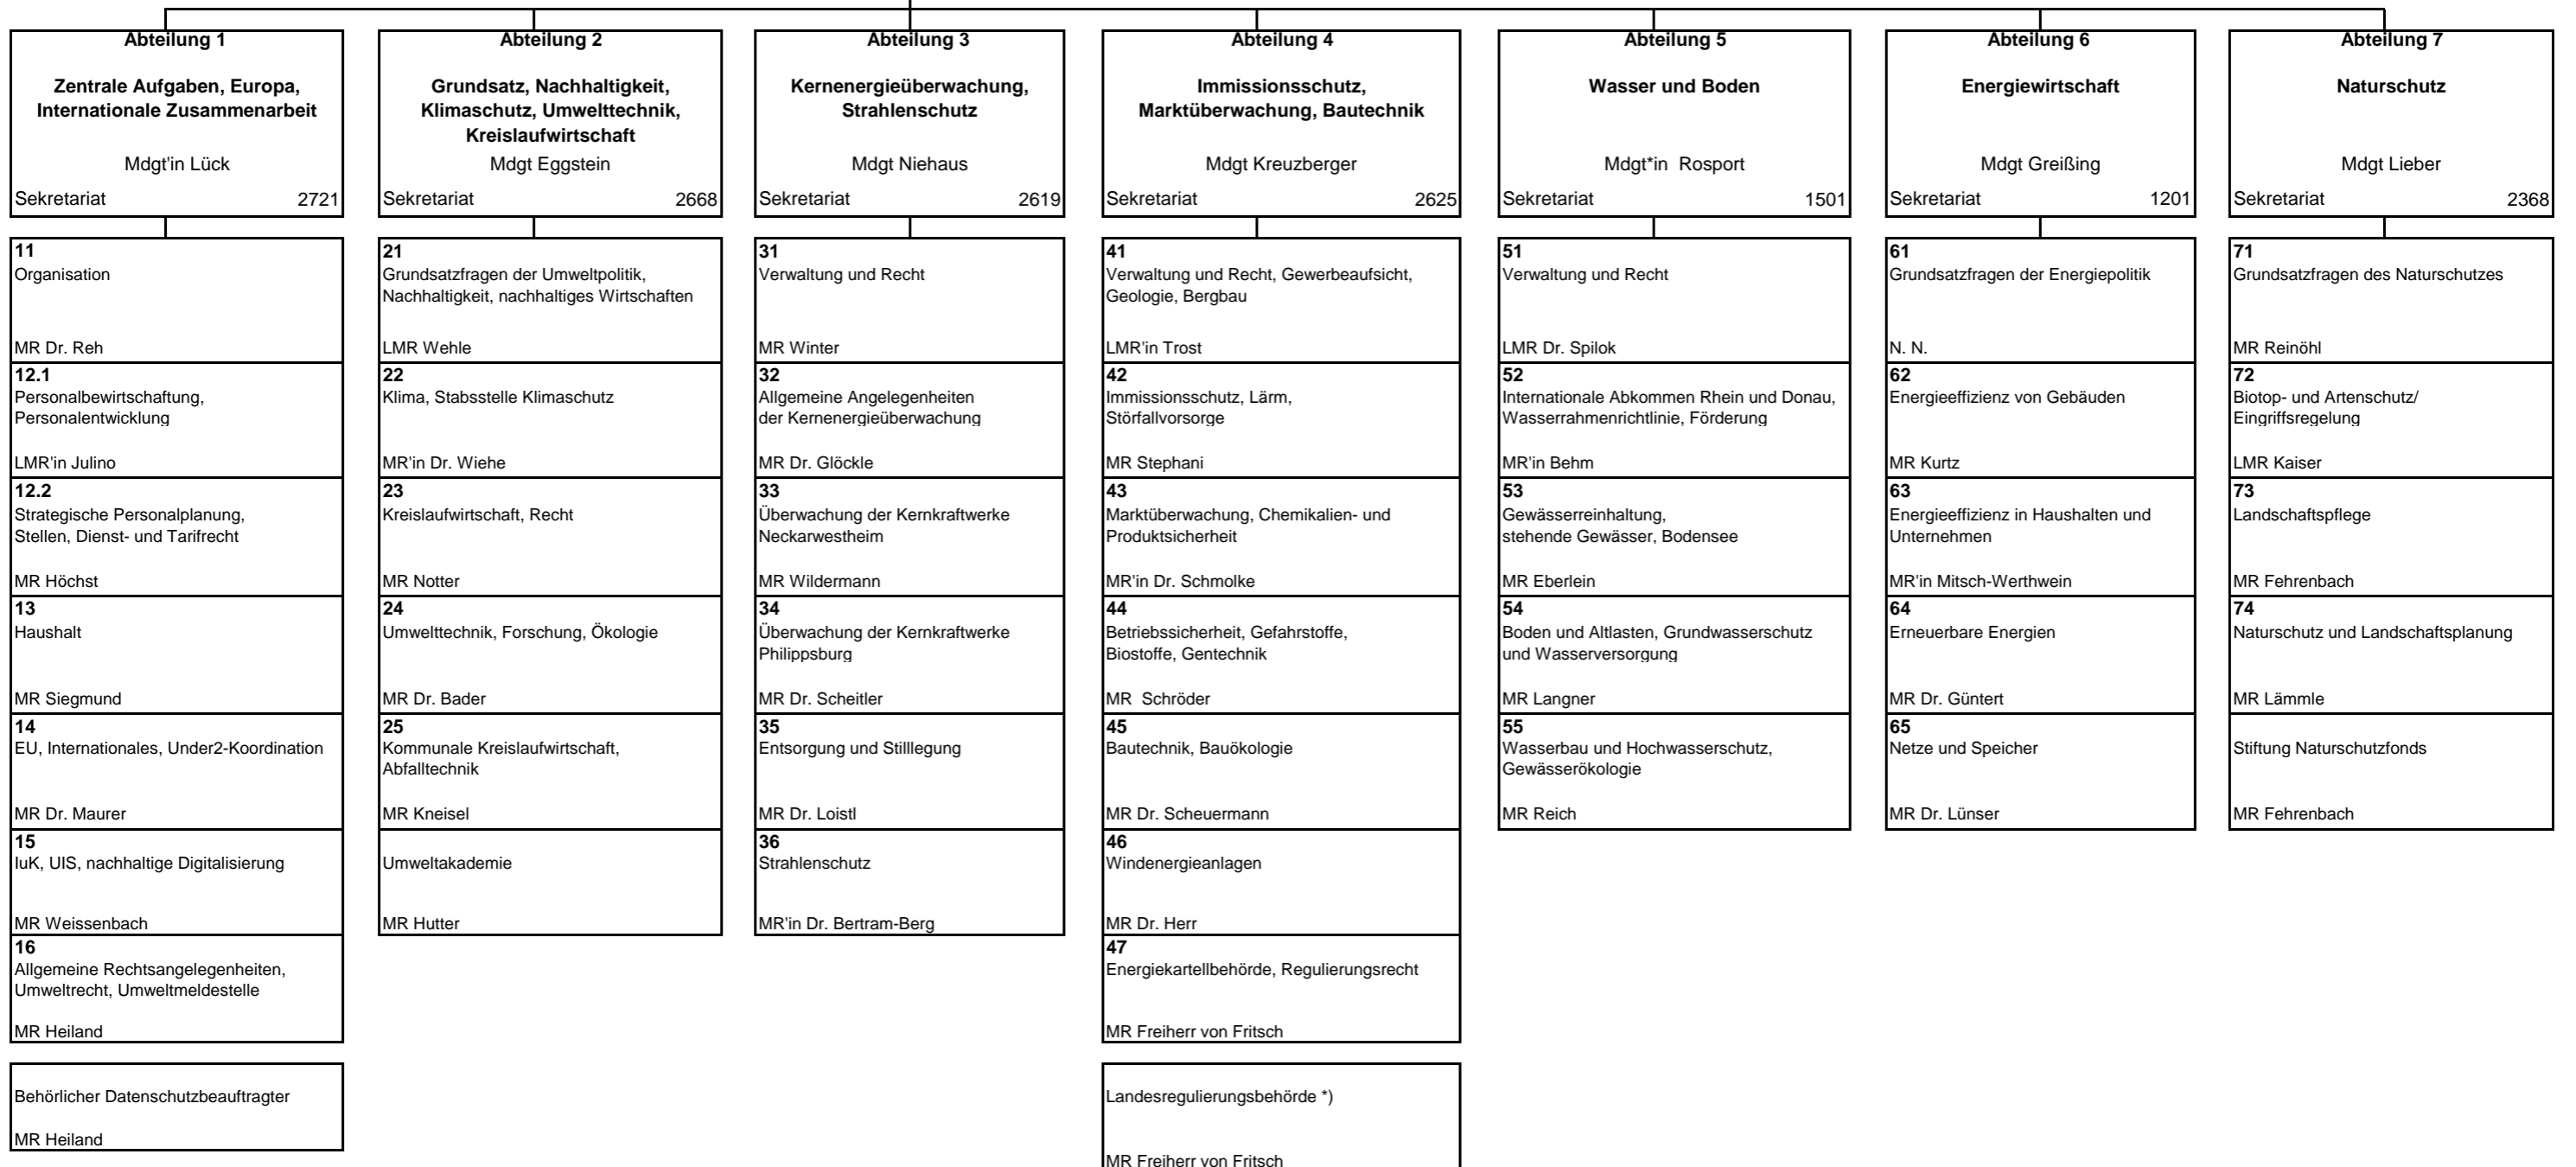 Abteilung 1
Zentrale Aufgaben, Europa,
Internationale Zusammenarbeit
Mdgt'in Lück
Sekretariat 2721
11
Organisation
MR Dr. Reh
12.1
Personalbewirtschaftung,
Personalentwicklung
LMR'in Julino
12.2
Strategische Personalplanung,
Stellen, Dienst- und Tarifrecht
MR Höchst
13
Haushalt
MR Siegmund
14
EU, Internationales, Under2-Koordination
MR Dr. Maurer
15
IuK, UIS, nachhaltige Digitalisierung
MR Weissenbach
16
Allgemeine Rechtsangelegenheiten,
Umweltrecht, Umweltmeldestelle
MR Heiland
Behörlicher Datenschutzbeauftragter
MR Heiland
Abteilung 2
Grundsatz, Nachhaltigkeit,
Klimaschutz, Umwelttechnik,
Kreislaufwirtschaft
Mdgt Eggstein
Sekretariat 2668
21
Grundsatzfragen der Umweltpolitik,
Nachhaltigkeit, nachhaltiges Wirtschaften
LMR Wehle
22
Klima, Stabsstelle Klimaschutz
MR'in Dr. Wiehe
23
Kreislaufwirtschaft, Recht
MR Notter
24
Umwelttechnik, Forschung, Ökologie
MR Dr. Bader
25
Kommunale Kreislaufwirtschaft,
Abfalltechnik
MR Kneisel
Umweltakademie
MR Hutter
Abteilung 3
Kernenergieüberwachung,
Strahlenschutz
Mdgt Niehaus
Sekretariat 2619
31
Verwaltung und Recht
MR Winter
32
Allgemeine Angelegenheiten
der Kernenergieüberwachung
MR Dr. Glöckle
33
Überwachung der Kernkraftwerke
Neckarwestheim
MR Wildermann
34
Überwachung der Kernkraftwerke
Philippsburg
MR Dr. Scheitler
35
Entsorgung und Stilllegung
MR Dr. Loistl
36
Strahlenschutz
MR'in Dr. Bertram-Berg
Abteilung 4
Immissionsschutz,
Marktüberwachung, Bautechnik
Mdgt Kreuzberger
Sekretariat 2625
41
Verwaltung und Recht, Gewerbeaufsicht,
Geologie, Bergbau
LMR'in Trost
42
Immissionsschutz, Lärm,
Störfallvorsorge
MR Stephani
43
Marktüberwachung, Chemikalien- und
Produktsicherheit
MR'in Dr. Schmolke
44
Betriebssicherheit, Gefahrstoffe,
Biostoffe, Gentechnik
MR Schröder
45
Bautechnik, Bauökologie
MR Dr. Scheuermann
46
Windenergieanlagen
MR Dr. Herr
47
Energiekartellbehörde, Regulierungsrecht
MR Freiherr von Fritsch
Landesregulierungsbehörde *)
MR Freiherr von Fritsch
Abteilung 5
Wasser und Boden
Mdgt*in Rosport
Sekretariat 1501
51
Verwaltung und Recht
LMR Dr. Spilok
52
Internationale Abkommen Rhein und Donau,
Wasserrahmenrichtlinie, Förderung
MR'in Behm
53
Gewässerreinhaltung,
stehende Gewässer, Bodensee
MR Eberlein
54
Boden und Altlasten, Grundwasserschutz
und Wasserversorgung
MR Langner
55
Wasserbau und Hochwasserschutz,
Gewässerökologie
MR Reich
Abteilung 6
Energiewirtschaft
Mdgt Greißing
Sekretariat 1201
61
Grundsatzfragen der Energiepolitik
N. N.
62
Energieeffizienz von Gebäuden
MR Kurtz
63
Energieeffizienz in Haushalten und
Unternehmen
MR'in Mitsch-Werthwein
64
Erneuerbare Energien
MR Dr. Güntert
65
Netze und Speicher
MR Dr. Lünser
Abteilung 7
Naturschutz
Mdgt Lieber
Sekretariat 2368
71
Grundsatzfragen des Naturschutzes
MR Reinöhl
72
Biotop- und Artenschutz/
Eingriffsregelung
LMR Kaiser
73
Landschaftspflege
MR Fehrenbach
74
Naturschutz und Landschaftsplanung
MR Lämmle
Stiftung Naturschutzfonds
MR Fehrenbach